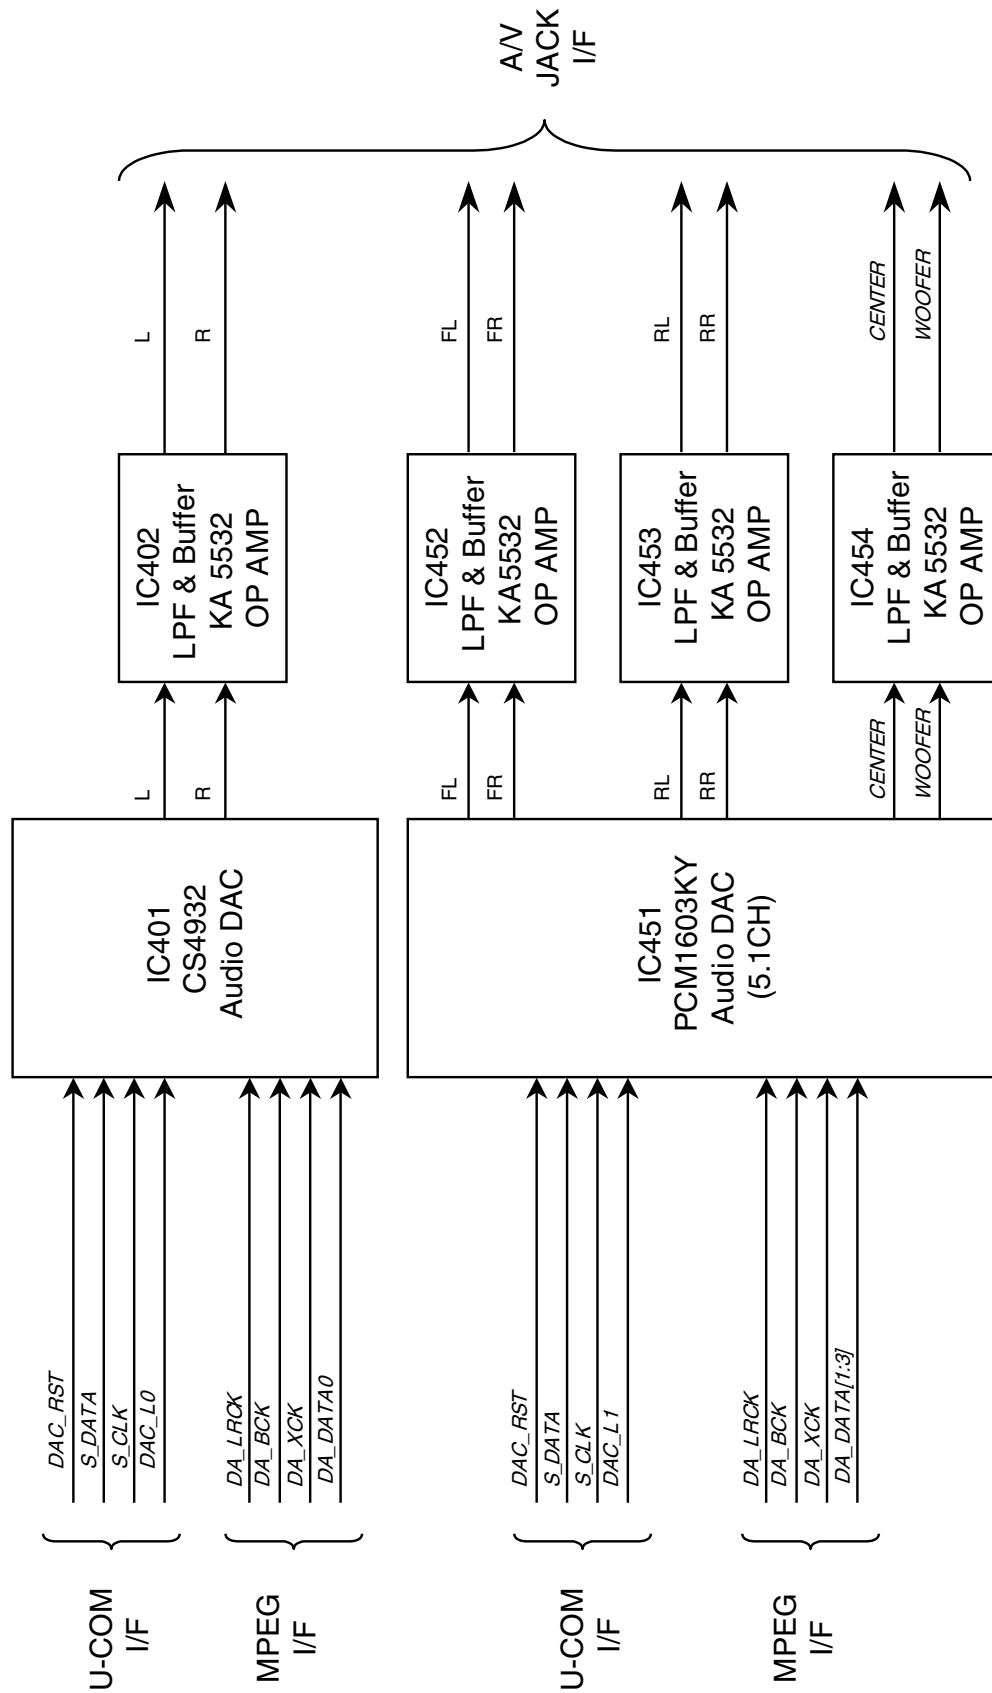 U-COM
I/F
DAC_RST
S_DATA
S_CLK
DAC_L0
MPEG
I/F
DA_LRCK
DA_BCK
DA_XCK
DA_DATA0
IC401
CS4932
Audio DAC
L
R
IC402
LPF & Buffer
KA 5532
OP AMP
L
R
U-COM
I/F
DAC_RST
S_DATA
S_CLK
DAC_L1
MPEG
I/F
DA_LRCK
DA_BCK
DA_XCK
DA_DATA[1:3]
IC451
PCM1603KY
Audio DAC
(5.1CH)
FL
FR
IC452
LPF & Buffer
KA5532
OP AMP
FL
FR
RL
RR
IC453
LPF & Buffer
KA 5532
OP AMP
RL
RR
CENTER
WOOFER
IC454
LPF & Buffer
KA 5532
OP AMP
CENTER
WOOFER
A/V
JACK
I/F